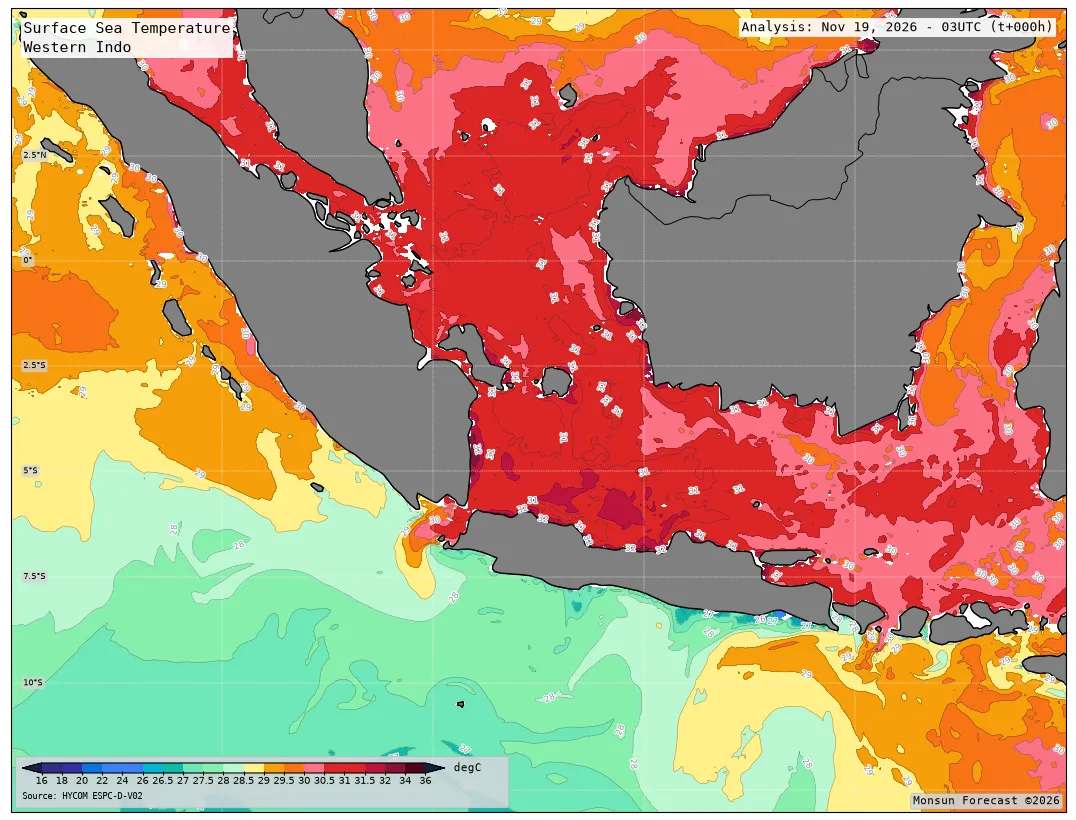 Surface Sea Temperature
Western Indo
Analysis: Nov 19, 2026 - 03UTC (t+000h)
2.5°N
0°
2.5°S
5°S
7.5°S
10°S
degC
16 18 20 22 24 26 26.5 27 27.5 28 28.5 29 29.5 30 30.5 31 31.5 32 34 36
Source: HYCOM ESPC-D-V02
Monsun Forecast ©2026